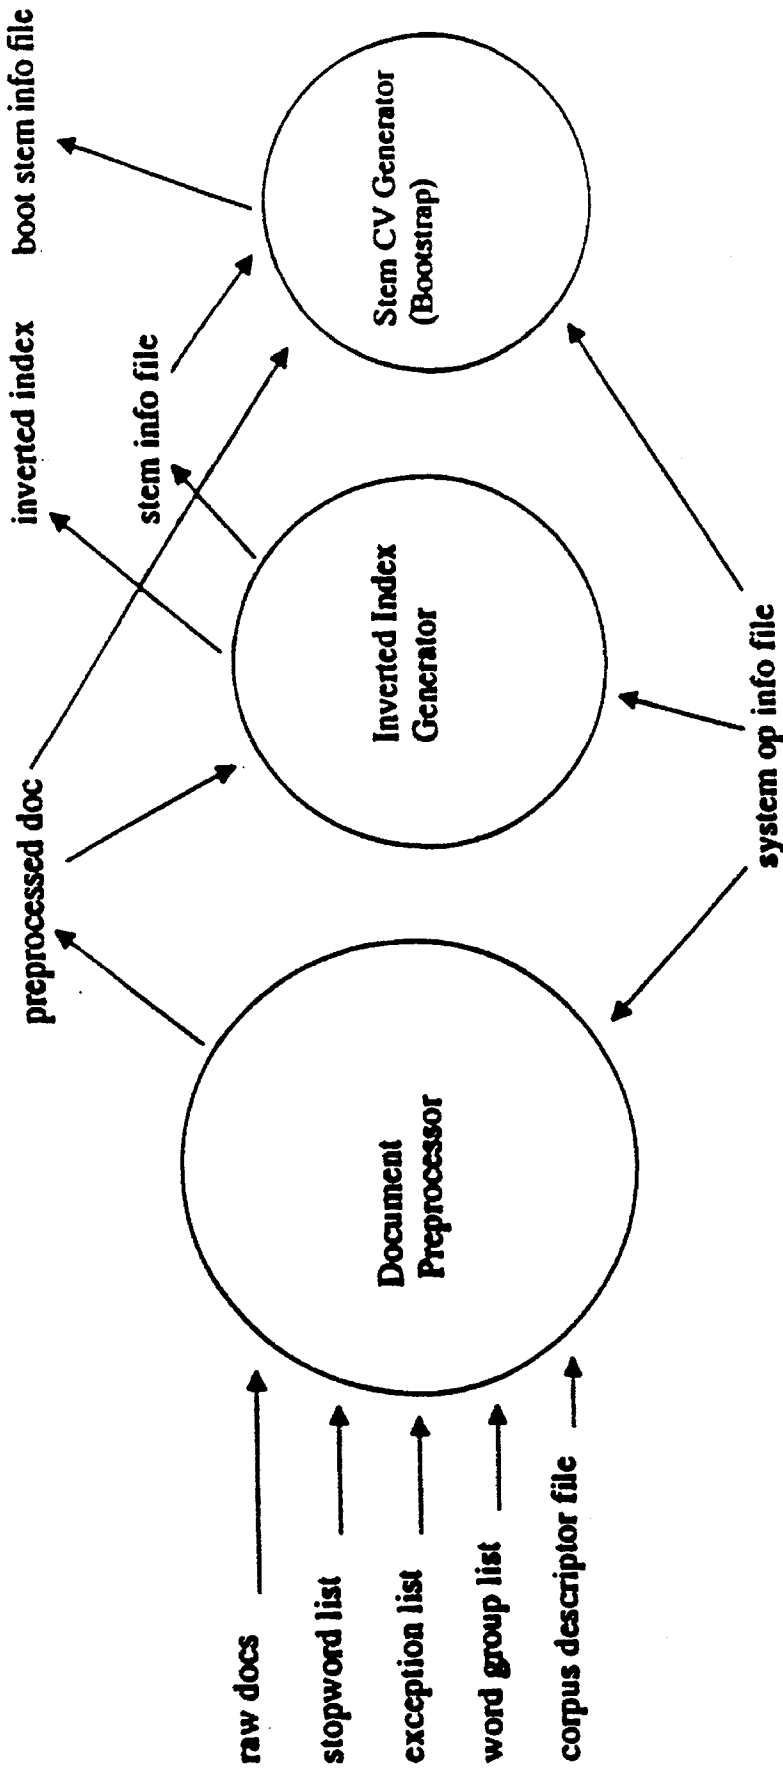 raw docs
stopword list
exception list
word group list
corpus descriptor file
Document
Preprocessor
preprocessed doc
Inverted Index
Generator
inverted index
stem info file
Stem CV Generator
(Bootstrap)
boot stem info file
system op info file